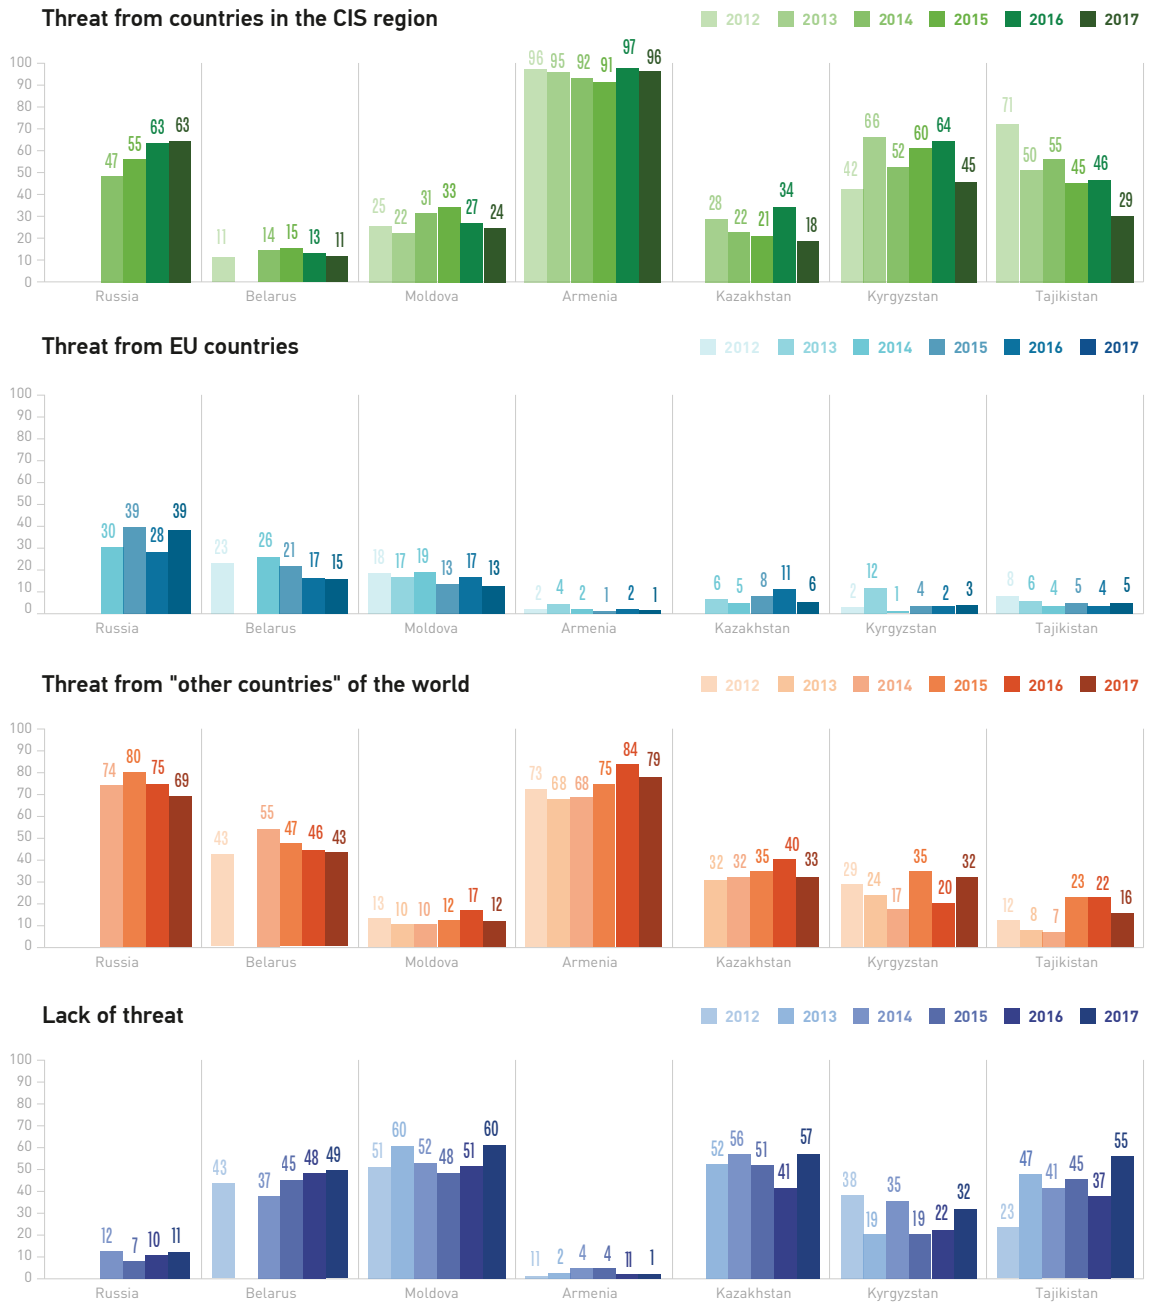 Threat from countries in the CIS region
2012 2013 2014 2015 2016 2017
100
90
80
70
60
50
40
30
20
10
0
47 55 63 63
11 14 15 13 11
25 22 31 33 27 24
96 95 92 91 97 96
28 22 21 34 18
42 66 52 60 64 45
71 50 55 45 46 29
Russia Belarus Moldova Armenia Kazakhstan Kyrgyzstan Tajikistan
Threat from EU countries
2012 2013 2014 2015 2016 2017
100
90
80
70
60
50
40
30
20
10
0
30 39 28 39
23 26 21 17 15
18 17 19 13 17 13
2 4 2 1 2 1
6 5 8 11 6
2 12 1 4 2 3
8 6 4 5 4 5
Russia Belarus Moldova Armenia Kazakhstan Kyrgyzstan Tajikistan
Threat from "other countries" of the world
2012 2013 2014 2015 2016 2017
100
90
80
70
60
50
40
30
20
10
0
74 80 75 69
43 55 47 46 43
13 10 10 12 17 12
73 68 68 75 84 79
32 32 35 40 33
29 24 17 35 20 32
12 8 7 23 22 16
Russia Belarus Moldova Armenia Kazakhstan Kyrgyzstan Tajikistan
Lack of threat
2012 2013 2014 2015 2016 2017
100
90
80
70
60
50
40
30
20
10
0
12 7 10 11
43 37 45 48 49
51 60 52 48 51 60
11 2 4 4 11 1
52 56 51 41 57
38 19 35 19 22 32
23 47 41 45 37 55
Russia Belarus Moldova Armenia Kazakhstan Kyrgyzstan Tajikistan